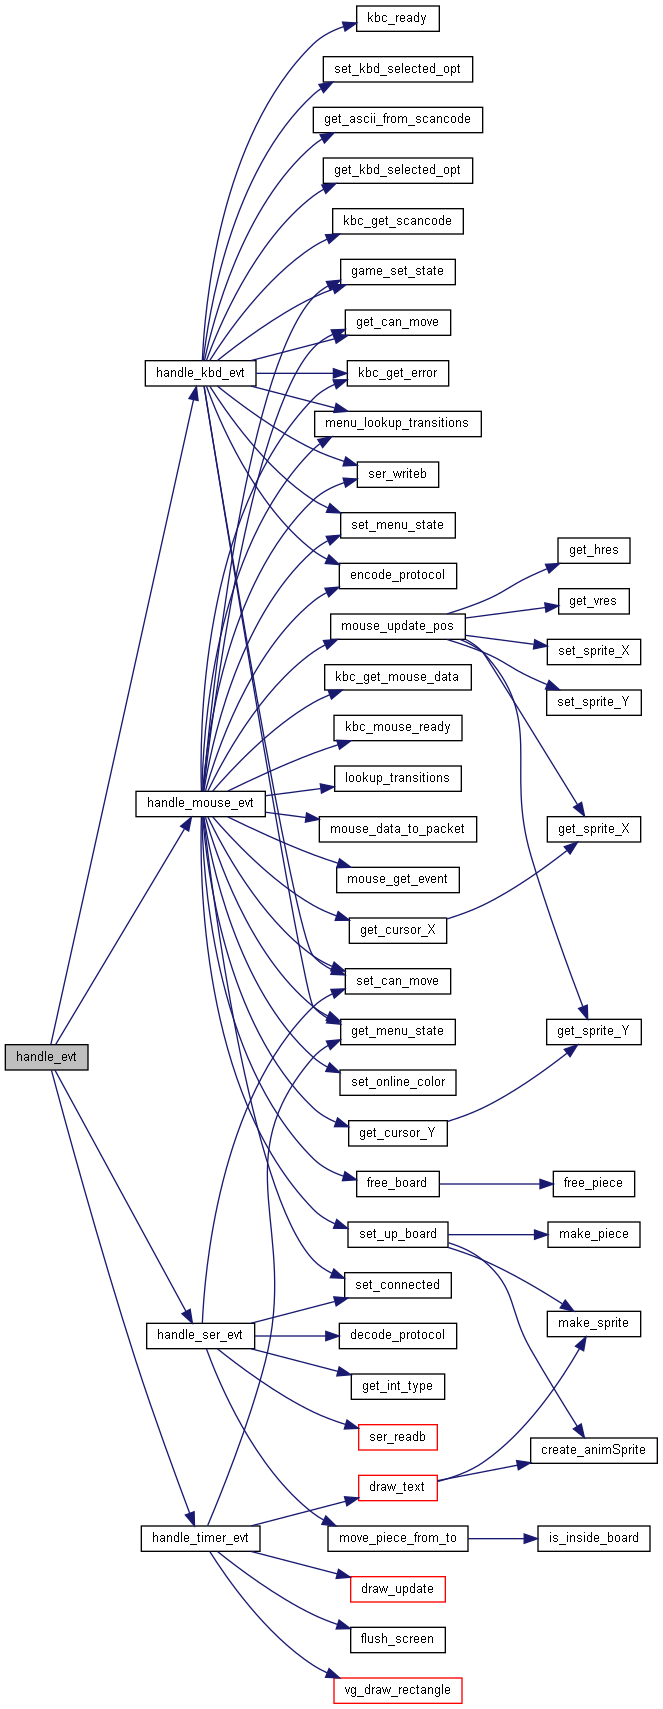 kbc_ready
set_kbd_selected_opt
get_ascii_from_scancode
get_kbd_selected_opt
kbc_get_scancode
game_set_state
get_can_move
handle_kbd_evt
kbc_get_error
menu_lookup_transitions
ser_writeb
set_menu_state
get_hres
encode_protocol
get_vres
mouse_update_pos
set_sprite_X
kbc_get_mouse_data
set_sprite_Y
kbc_mouse_ready
lookup_transitions
handle_mouse_evt
mouse_data_to_packet
get_sprite_X
mouse_get_event
get_cursor_X
set_can_move
get_menu_state
get_sprite_Y
handle_evt
set_online_color
get_cursor_Y
free_board
free_piece
set_up_board
make_piece
set_connected
make_sprite
handle_ser_evt
decode_protocol
get_int_type
ser_readb
create_animSprite
draw_text
handle_timer_evt
move_piece_from_to
is_inside_board
draw_update
flush_screen
vg_draw_rectangle